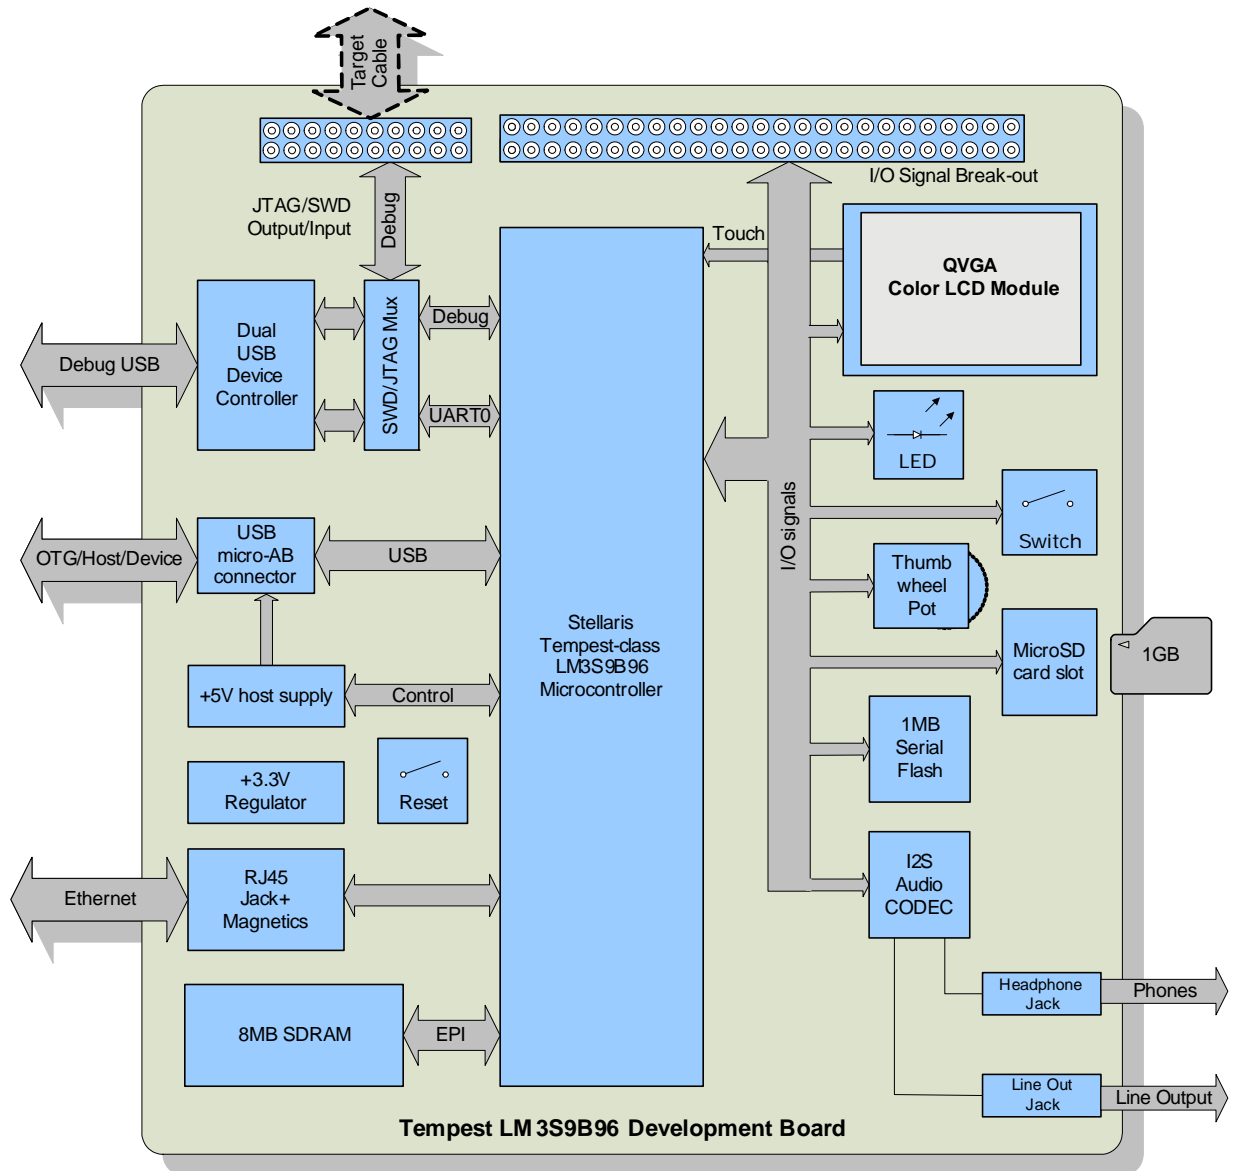 Target
Cable
I/O Signal Break-out
JTAG/SWD
Output/Input
Debug
Touch
QVGA
Color LCD Module
Dual
USB
Device
Controller
SWD/JTAG Mux
Debug
UART0
Debug USB
LED
I/O signals
Switch
USB
micro-AB
connector
OTG/Host/Device
USB
Thumb
wheel
Pot
Stellaris
Tempest-class
LM3S9B96
Microcontroller
MicroSD
card slot
1GB
+5V host supply
Control
1MB
Serial
Flash
+3.3V
Regulator
Reset
I2S
Audio
CODEC
RJ45
Jack+
Magnetics
Ethernet
Headphone
Jack
Phones
8MB SDRAM
EPI
Line Out
Jack
Line Output
Tempest LM3S9B96 Development Board